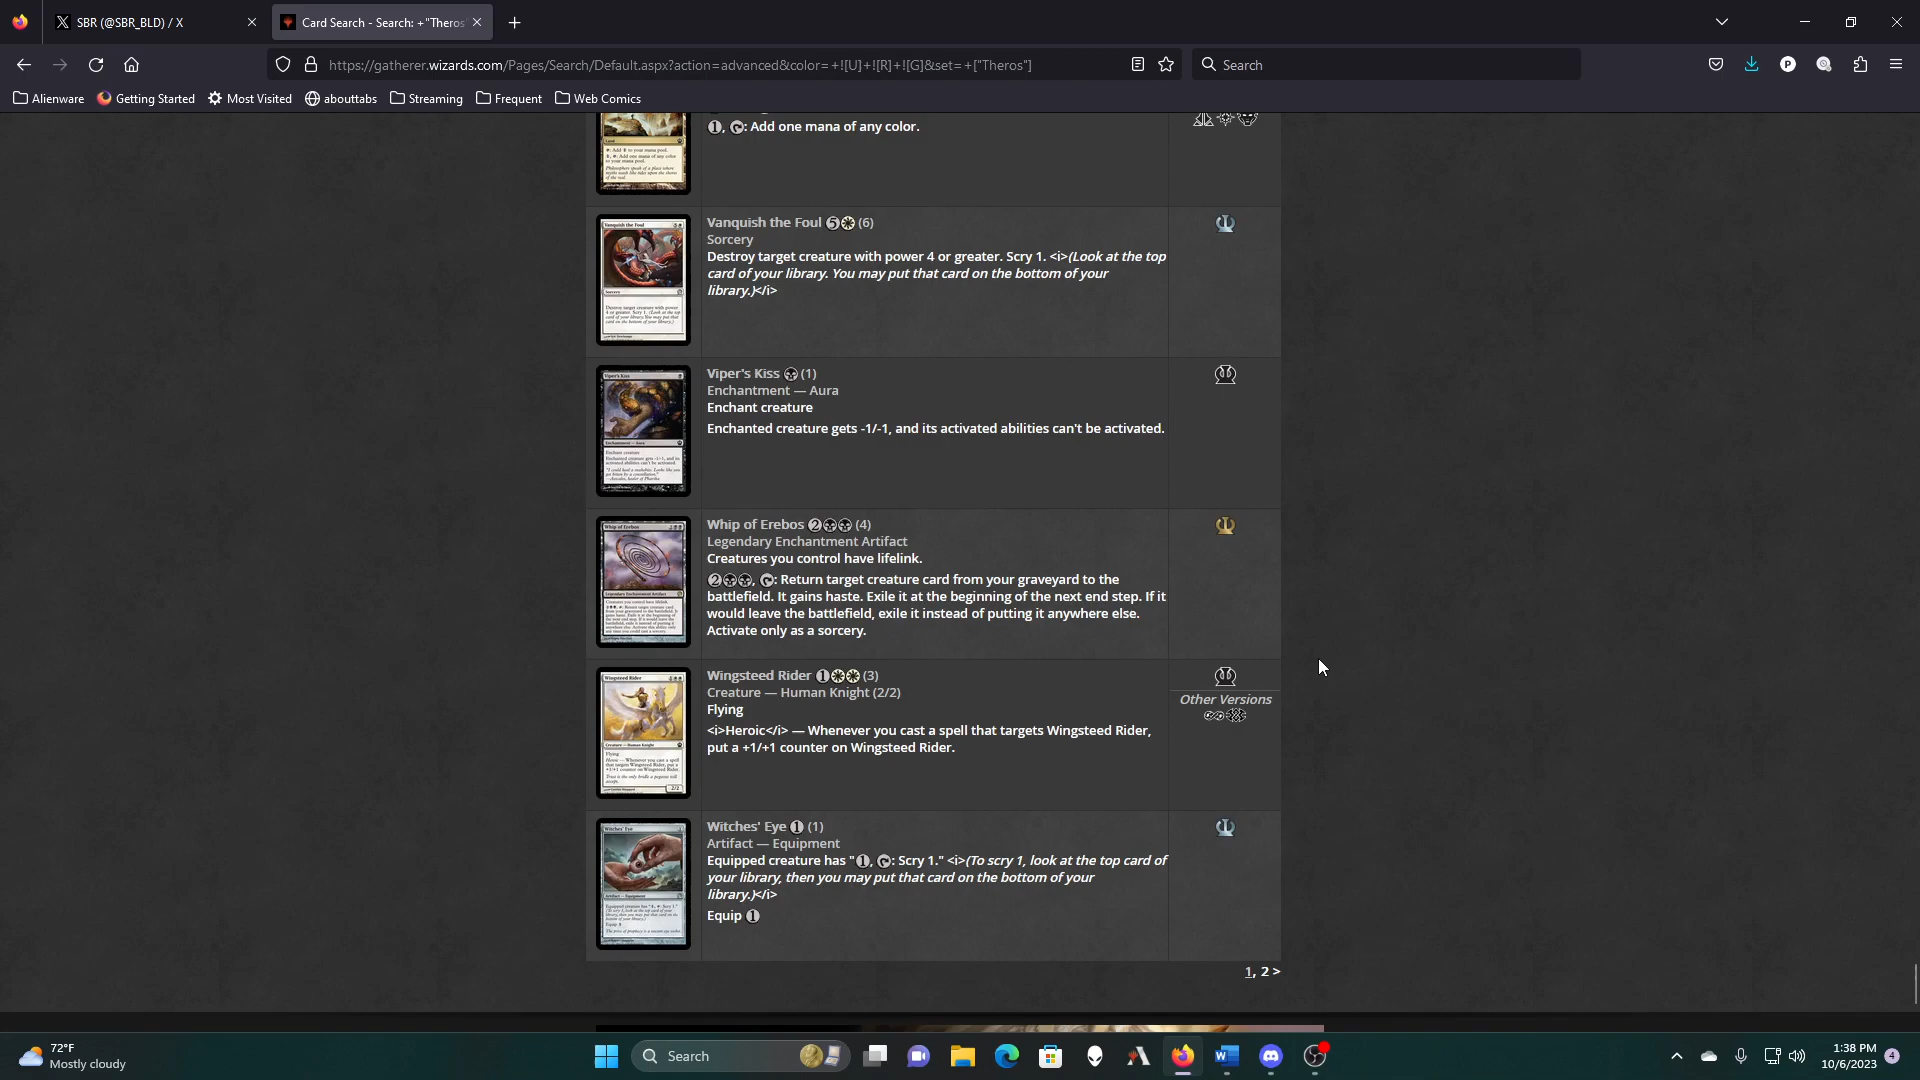 SBR (@SBR_BLD) / X
Card Search - Search: +"Theros"
https://gatherer.wizards.com/Pages/Search/Default.aspx?action=advanced&color=+![U]+![R]+![G]&set=+["Theros"]
Search
Alienware
Getting Started
Most Visited
abouttabs
Streaming
Frequent
Web Comics
1, : Add one mana of any color.
Vanquish the Foul 5 (6)
Sorcery
Destroy target creature with power 4 or greater. Scry 1. <i>(Look at the top
card of your library. You may put that card on the bottom of your
library.)</i>
Viper's Kiss (1)
Enchantment — Aura
Enchant creature
Enchanted creature gets -1/-1, and its activated abilities can't be activated.
Whip of Erebos 2 (4)
Legendary Enchantment Artifact
Creatures you control have lifelink.
2, : Return target creature card from your graveyard to the
battlefield. It gains haste. Exile it at the beginning of the next end step. If it
would leave the battlefield, exile it instead of putting it anywhere else.
Activate only as a sorcery.
Wingsteed Rider 1 (3)
Creature — Human Knight (2/2)
Flying
<i>Heroic</i> — Whenever you cast a spell that targets Wingsteed Rider,
put a +1/+1 counter on Wingsteed Rider.
Other Versions
Witches' Eye 1 (1)
Artifact — Equipment
Equipped creature has "1, : Scry 1." <i>(To scry 1, look at the top card of
your library, then you may put that card on the bottom of your
library.)</i>
Equip 1
1, 2 >
72°F
Mostly cloudy
Search
1:38 PM
10/6/2023
4